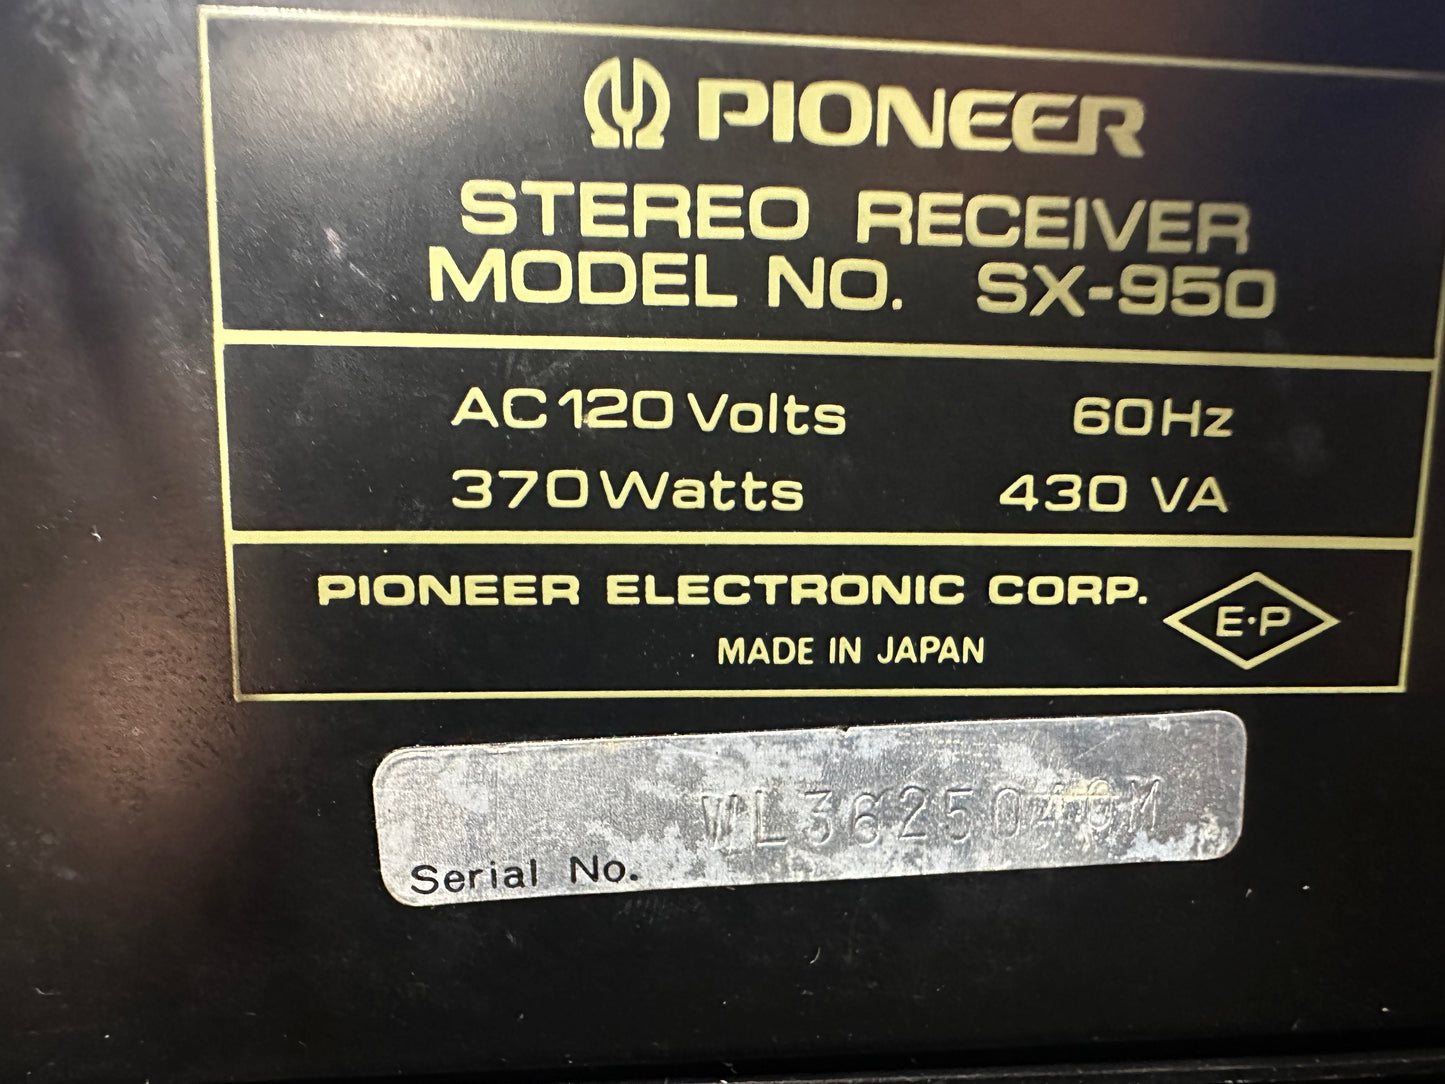 PIONEER
STEREO RECEIVER
MODEL NO. SX-950
AC 120 Volts 60Hz
370 Watts 430 VA
PIONEER ELECTRONIC CORP.
E·P
MADE IN JAPAN
Serial No.